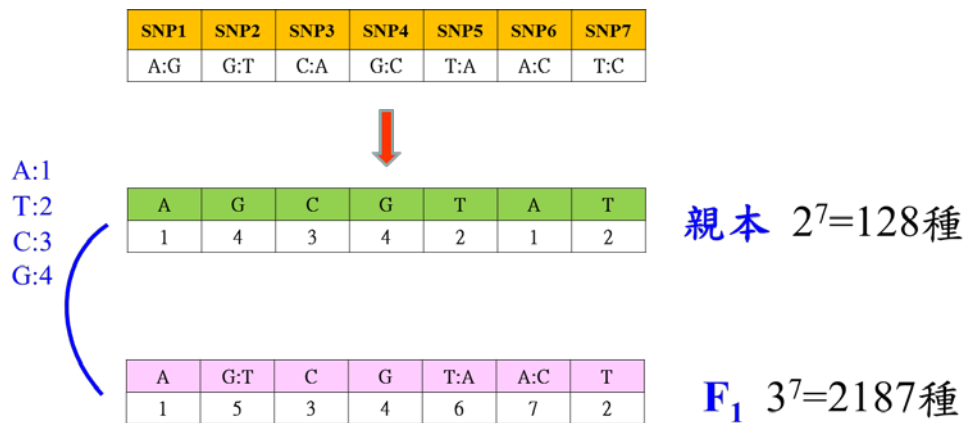 SNP1 SNP2 SNP3 SNP4 SNP5 SNP6 SNP7
A:G G:T C:A G:C T:A A:C T:C
A:1
T:2
C:3
G:4
A G C G T A T
1 4 3 4 2 1 2
親本 2⁷=128種
A G:T C G T:A A:C T
1 5 3 4 6 7 2
F₁ 3⁷=2187種